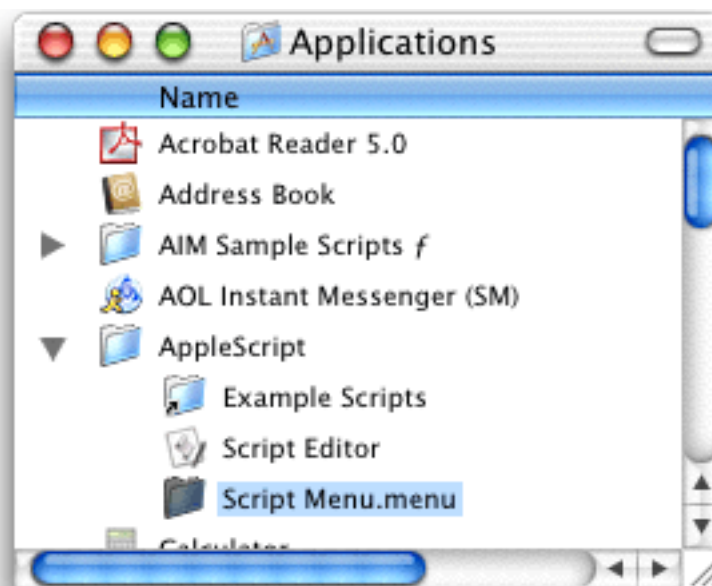 Applications
Name
Acrobat Reader 5.0
Address Book
AIM Sample Scripts ƒ
AOL Instant Messenger (SM)
AppleScript
Example Scripts
Script Editor
Script Menu.menu
Calculator